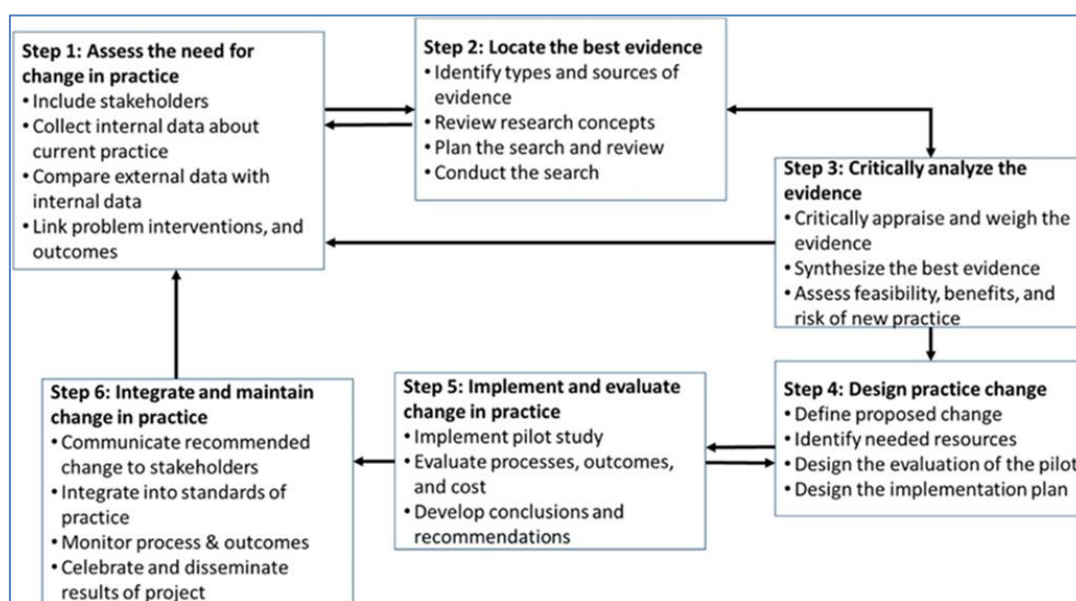 Step 1: Assess the need for
change in practice
• Include stakeholders
• Collect internal data about
current practice
• Compare external data with
internal data
• Link problem interventions, and
outcomes
Step 2: Locate the best evidence
• Identify types and sources of
evidence
• Review research concepts
• Plan the search and review
• Conduct the search
Step 3: Critically analyze the
evidence
• Critically appraise and weigh the
evidence
• Synthesize the best evidence
• Assess feasibility, benefits, and
risk of new practice
Step 4: Design practice change
• Define proposed change
• Identify needed resources
• Design the evaluation of the pilot
• Design the implementation plan
Step 5: Implement and evaluate
change in practice
• Implement pilot study
• Evaluate processes, outcomes,
and cost
• Develop conclusions and
recommendations
Step 6: Integrate and maintain
change in practice
• Communicate recommended
change to stakeholders
• Integrate into standards of
practice
• Monitor process & outcomes
• Celebrate and disseminate
results of project